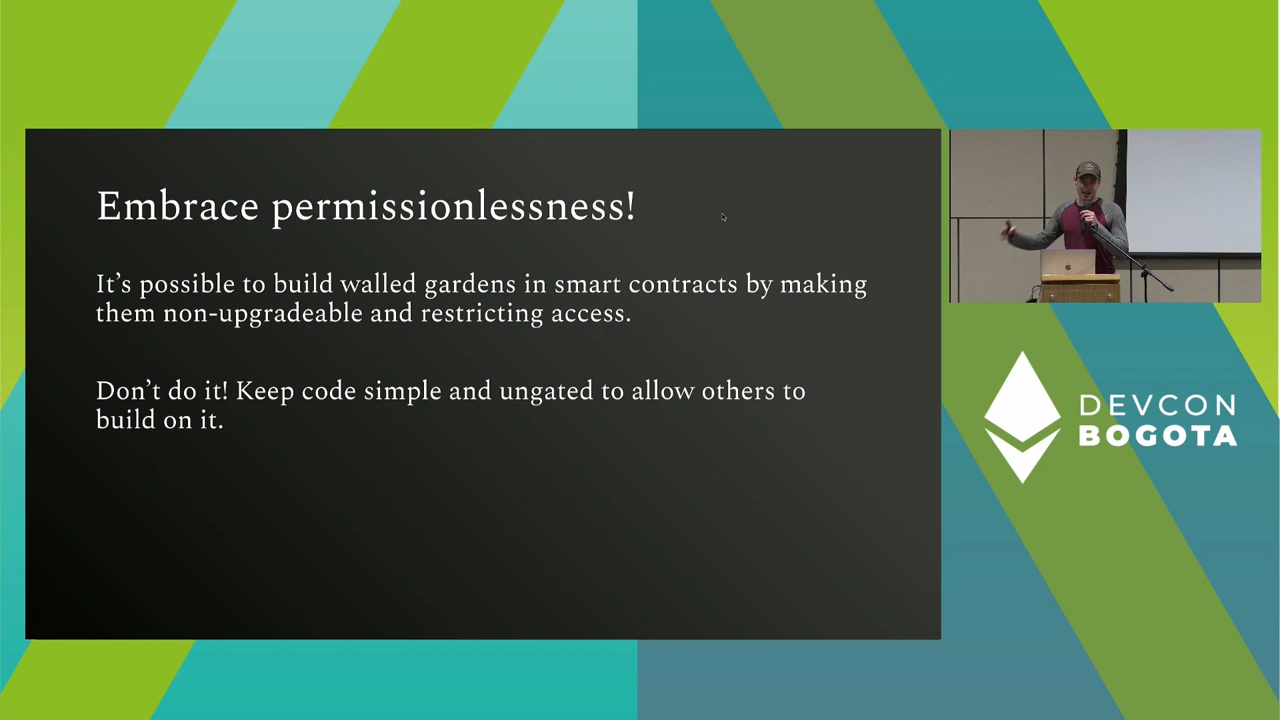 Embrace permissionlessness!
It’s possible to build walled gardens in smart contracts by making
them non-upgradeable and restricting access.
Don’t do it! Keep code simple and ungated to allow others to
build on it.
DEVCON
BOGOTA